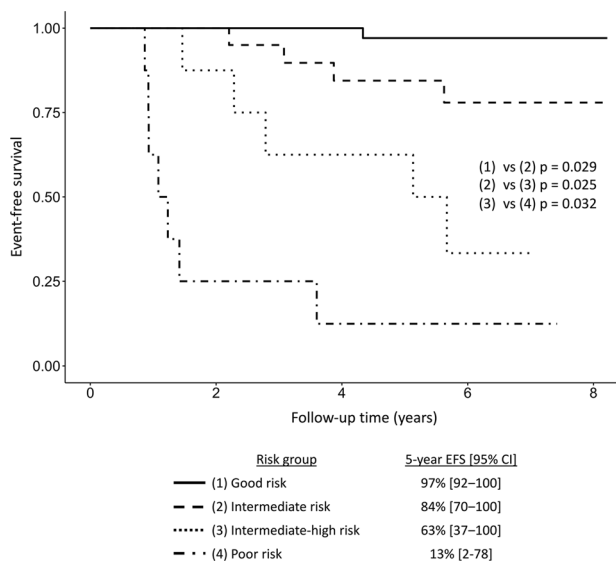 1.00
0.75
0.50
0.25
0.00
Event-free survival
(1) vs (2) p = 0.029
(2) vs (3) p = 0.025
(3) vs (4) p = 0.032
0 2 4 6 8
Follow-up time (years)
Risk group 5-year EFS [95% CI]
(1) Good risk 97% [92–100]
(2) Intermediate risk 84% [70–100]
(3) Intermediate-high risk 63% [37–100]
(4) Poor risk 13% [2-78]